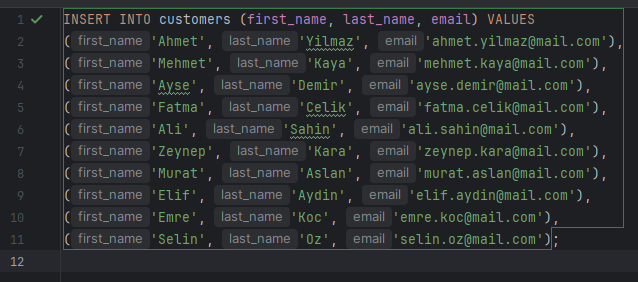 1 INSERT INTO customers (first_name, last_name, email) VALUES
2 (first_name 'Ahmet', last_name 'Yilmaz', email 'ahmet.yilmaz@mail.com'),
3 (first_name 'Mehmet', last_name 'Kaya', email 'mehmet.kaya@mail.com'),
4 (first_name 'Ayse', last_name 'Demir', email 'ayse.demir@mail.com'),
5 (first_name 'Fatma', last_name 'Celik', email 'fatma.celik@mail.com'),
6 (first_name 'Ali', last_name 'Sahin', email 'ali.sahin@mail.com'),
7 (first_name 'Zeynep', last_name 'Kara', email 'zeynep.kara@mail.com'),
8 (first_name 'Murat', last_name 'Aslan', email 'murat.aslan@mail.com'),
9 (first_name 'Elif', last_name 'Aydin', email 'elif.aydin@mail.com'),
10 (first_name 'Emre', last_name 'Koc', email 'emre.koc@mail.com'),
11 (first_name 'Selin', last_name 'Oz', email 'selin.oz@mail.com');
12